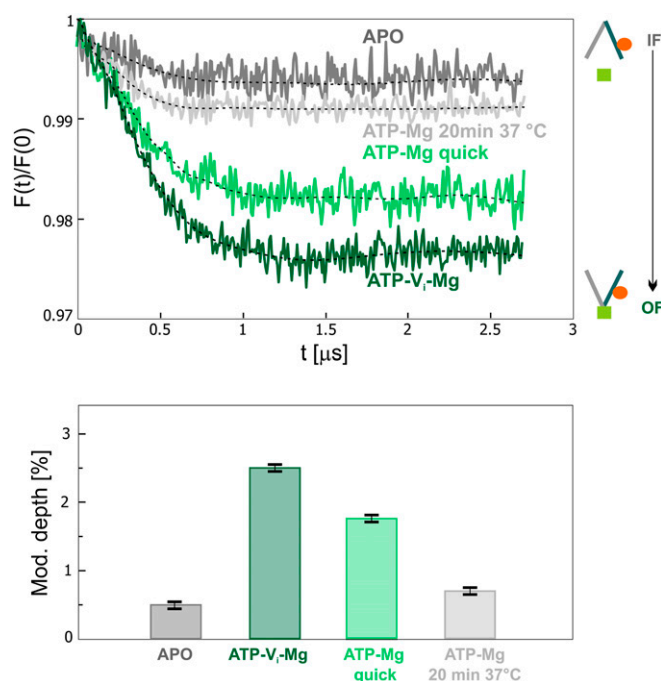 1
0.99
0.98
0.97
F(t)/F(0)
APO
ATP-Mg 20min 37 °C
ATP-Mg quick
ATP-Vi-Mg
0
0.5
1
1.5
2
2.5
3
t [μs]
IF
OF
3
2
1
0
Mod. depth [%]
APO
ATP-Vi-Mg
ATP-Mg
quick
ATP-Mg
20 min 37°C